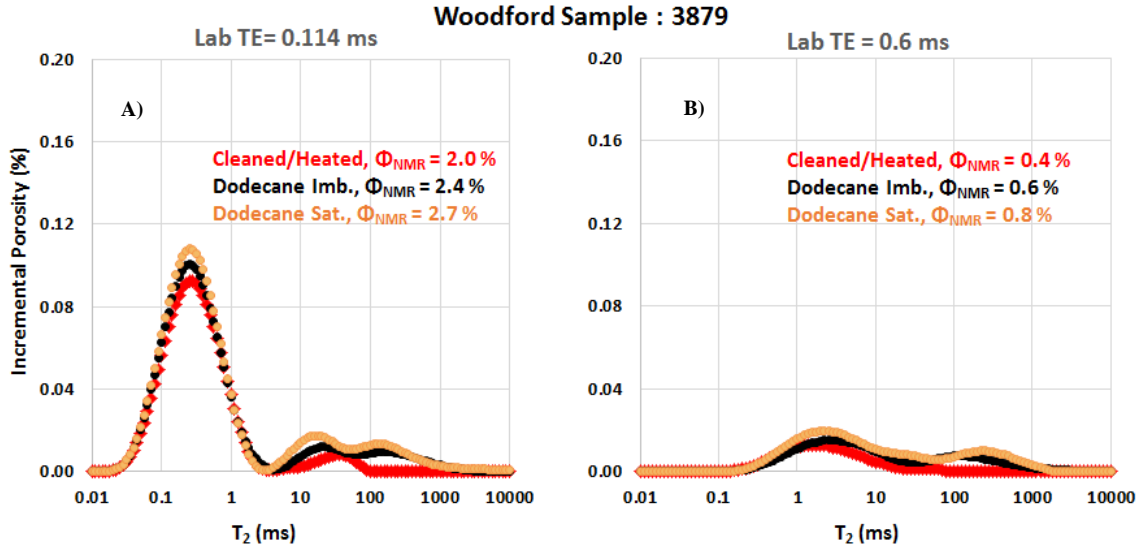 Woodford Sample : 3879
Lab TE= 0.114 ms
A)
Cleaned/Heated, ΦNMR = 2.0 %
Dodecane Imb., ΦNMR = 2.4 %
Dodecane Sat., ΦNMR = 2.7 %
Incremental Porosity (%)
0.20
0.16
0.12
0.08
0.04
0.00
0.01 0.1 1 10 100 1000 10000
T2 (ms)
Lab TE = 0.6 ms
B)
Cleaned/Heated, ΦNMR = 0.4 %
Dodecane Imb., ΦNMR = 0.6 %
Dodecane Sat., ΦNMR = 0.8 %
0.20
0.16
0.12
0.08
0.04
0.00
0.01 0.1 1 10 100 1000 10000
T2 (ms)